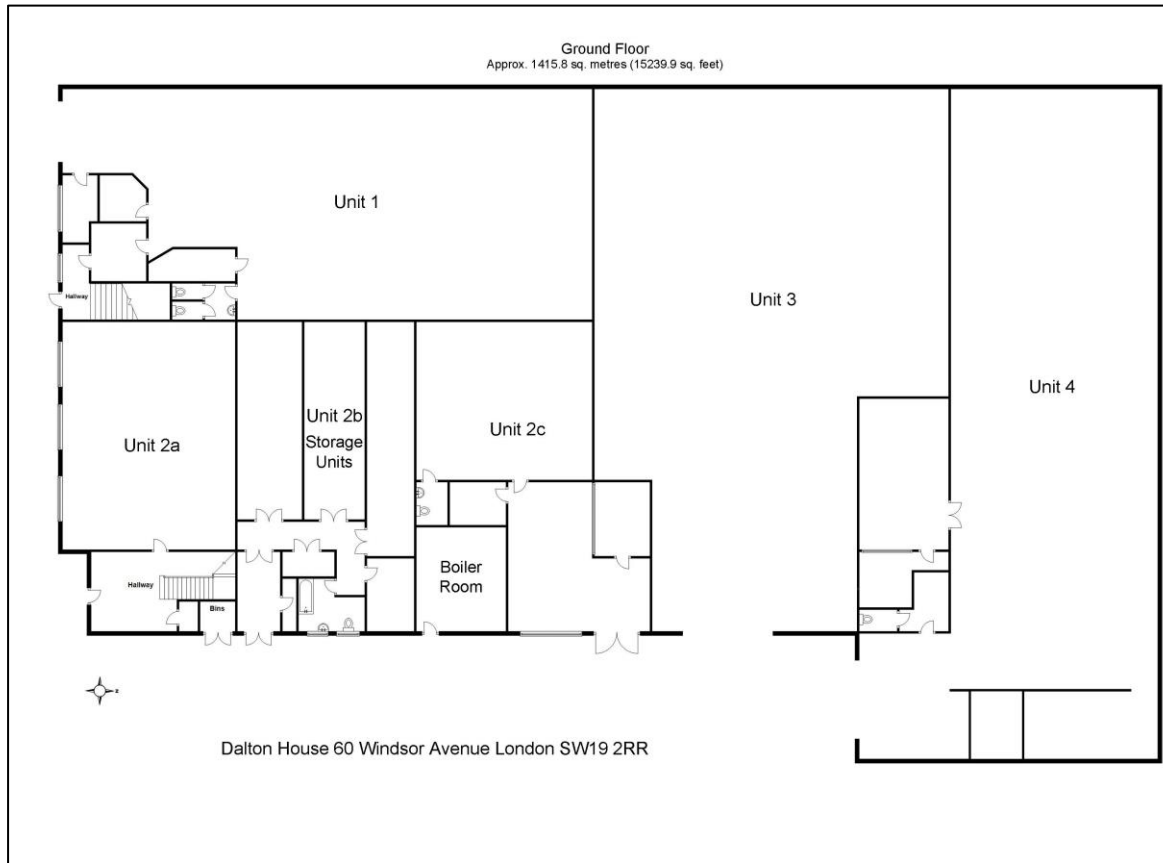 Ground Floor
Approx. 1415.8 sq. metres (15239.9 sq. feet)
Unit 1
Unit 3
Hallway
Unit 4
Unit 2b
Storage
Units
Unit 2a
Unit 2c
Boiler
Room
Hallway
Bins
Dalton House 60 Windsor Avenue London SW19 2RR